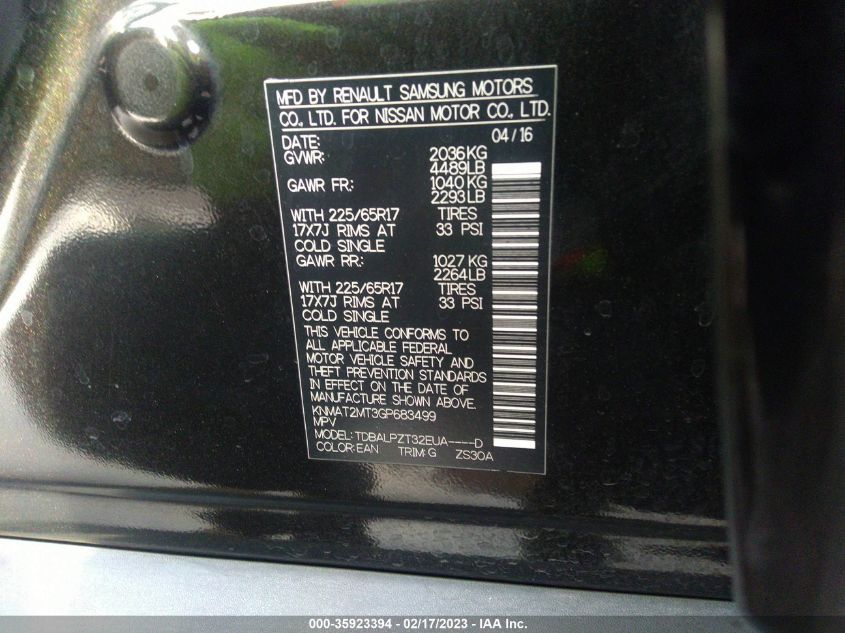 MFD BY RENAULT SAMSUNG MOTORS
CO., LTD. FOR NISSAN MOTOR CO., LTD.
DATE: 04/16
GVWR: 2036KG
4489LB
GAWR FR: 1040KG
2293LB
WITH 225/65R17 TIRES
17X7J RIMS AT 33 PSI
COLD SINGLE
GAWR RR: 1027 KG
2264LB
WITH 225/65R17 TIRES
17X7J RIMS AT 33 PSI
COLD SINGLE
THIS VEHICLE CONFORMS TO
ALL APPLICABLE FEDERAL
MOTOR VEHICLE SAFETY AND
THEFT PREVENTION STANDARDS
IN EFFECT ON THE DATE OF
MANUFACTURE SHOWN ABOVE.
KNMAT2MT3GP683499
MPV
MODEL: TDBALPZT32EUA----D
COLOR: EAN TRIM: G ZS30A
000-35923394 - 02/17/2023 - IAA Inc.